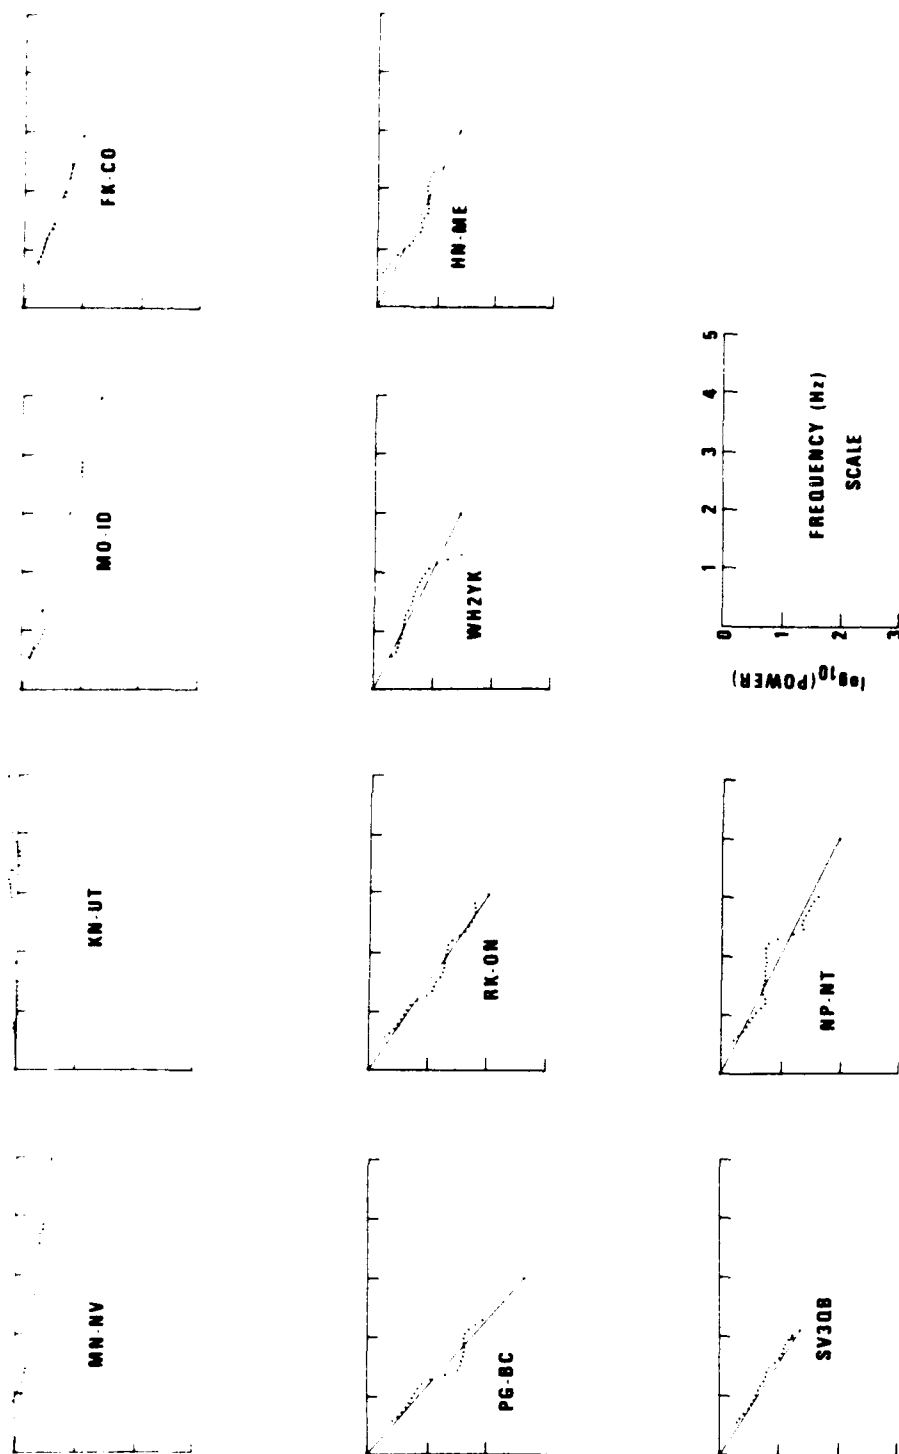 MN-NV
KN-UT
MO-ID
FK-CO
PG-BC
RK-ON
WH2YK
HN-ME
SV3QB
NP-NT
log10 (POWER)
0
1
2
3
1 2 3 4 5
FREQUENCY (Hz)
SCALE